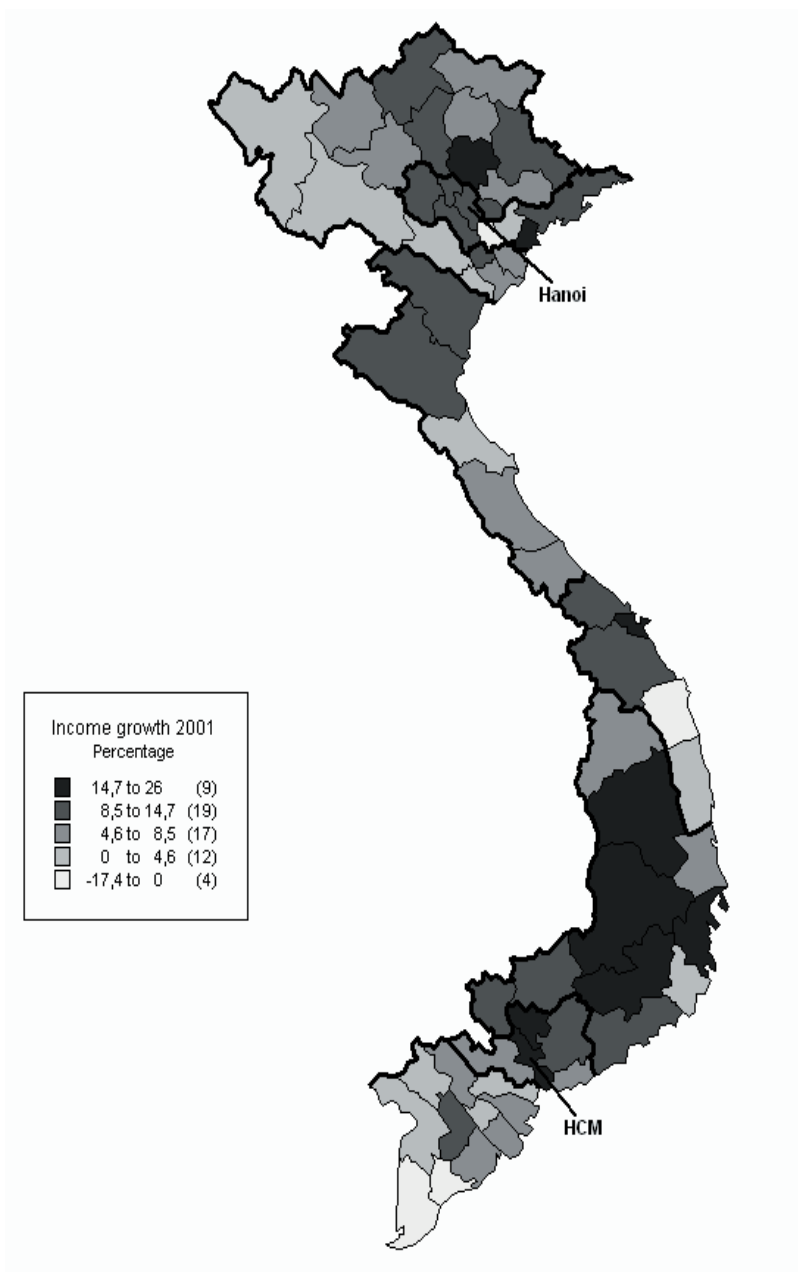 Hanoi
Income growth 2001
Percentage
14,7 to 26 (9)
8,5 to 14,7 (19)
4,6 to 8,5 (17)
0 to 4,6 (12)
-17,4 to 0 (4)
HCM